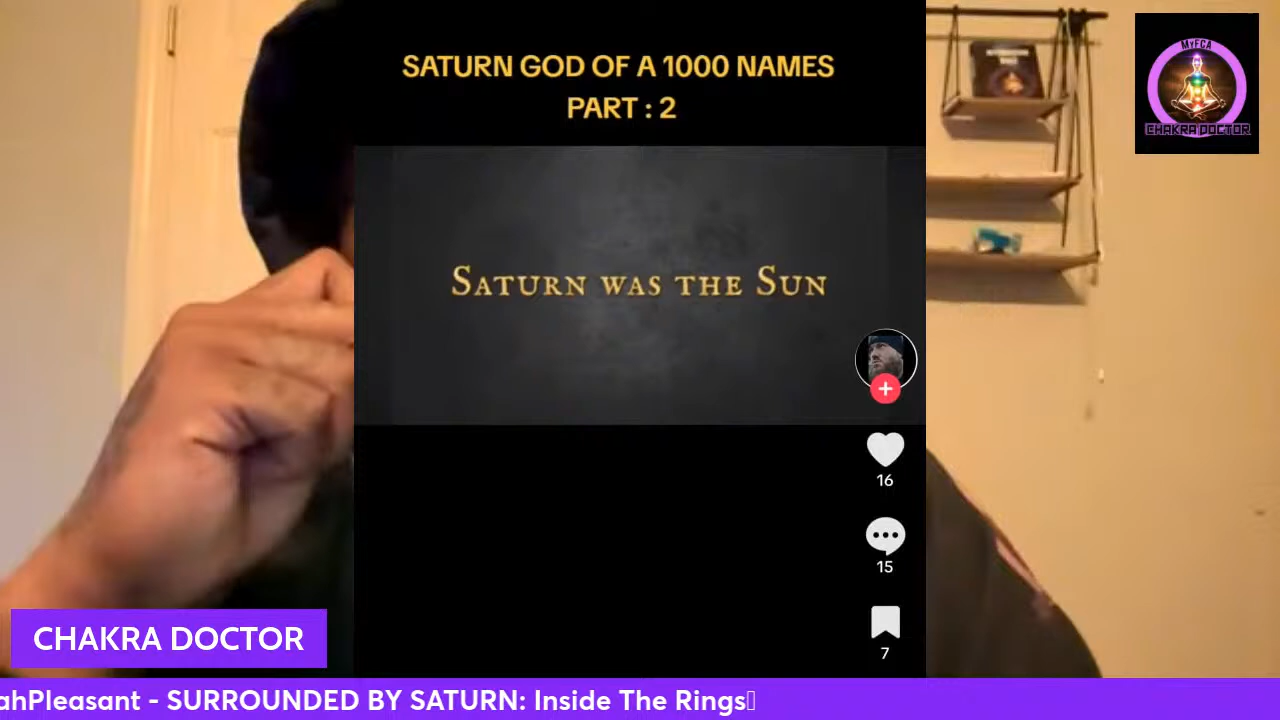 SATURN GOD OF A 1000 NAMES
PART : 2
MYFCA
CHAKRA DOCTOR
SATURN WAS THE SUN
16
15
7
CHAKRA DOCTOR
ahPleasant - SURROUNDED BY SATURN: Inside The Rings